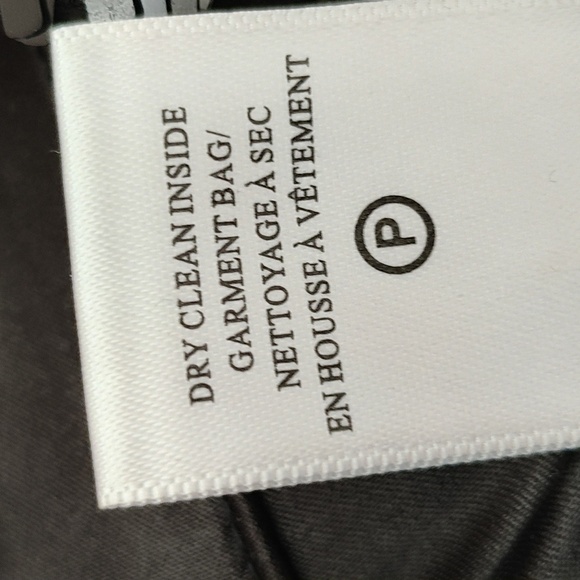 DRY CLEAN INSIDE
GARMENT BAG/
NETTOYAGE À SEC
EN HOUSSE À VÊTEMENT
P